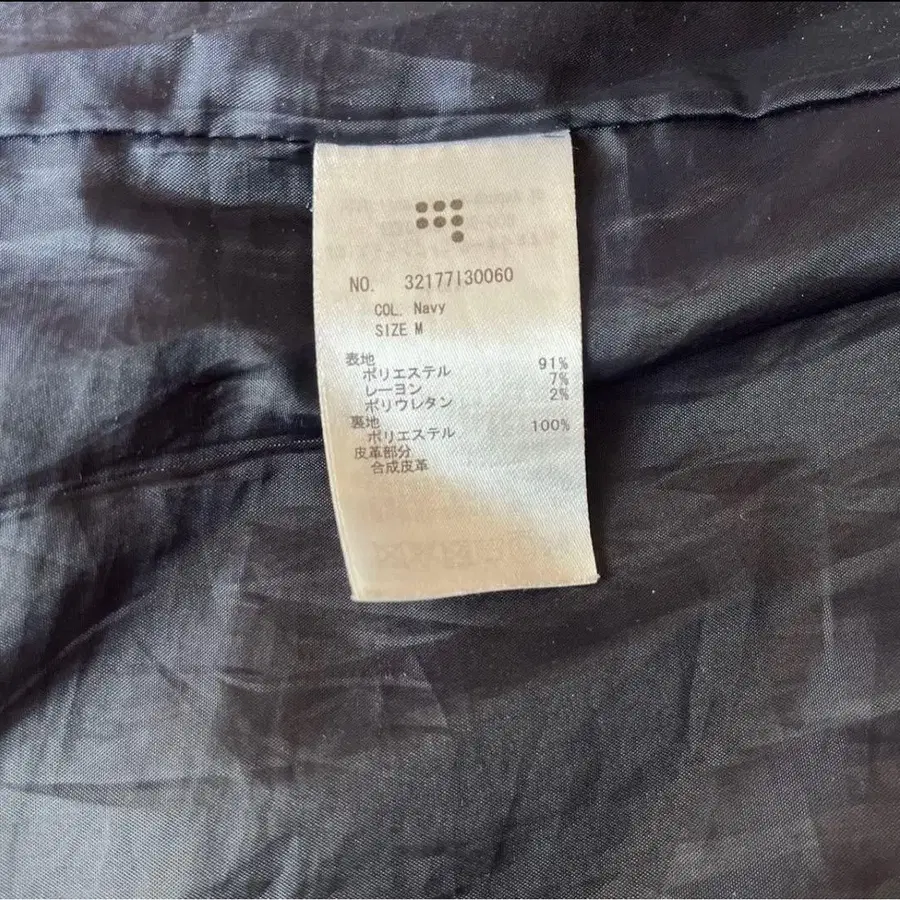 NO. 32177130060
COL. Navy
SIZE M
表地
ポリエステル 91%
レーヨン 7%
ポリウレタン 2%
裏地
ポリエステル 100%
皮革部分
合成皮革